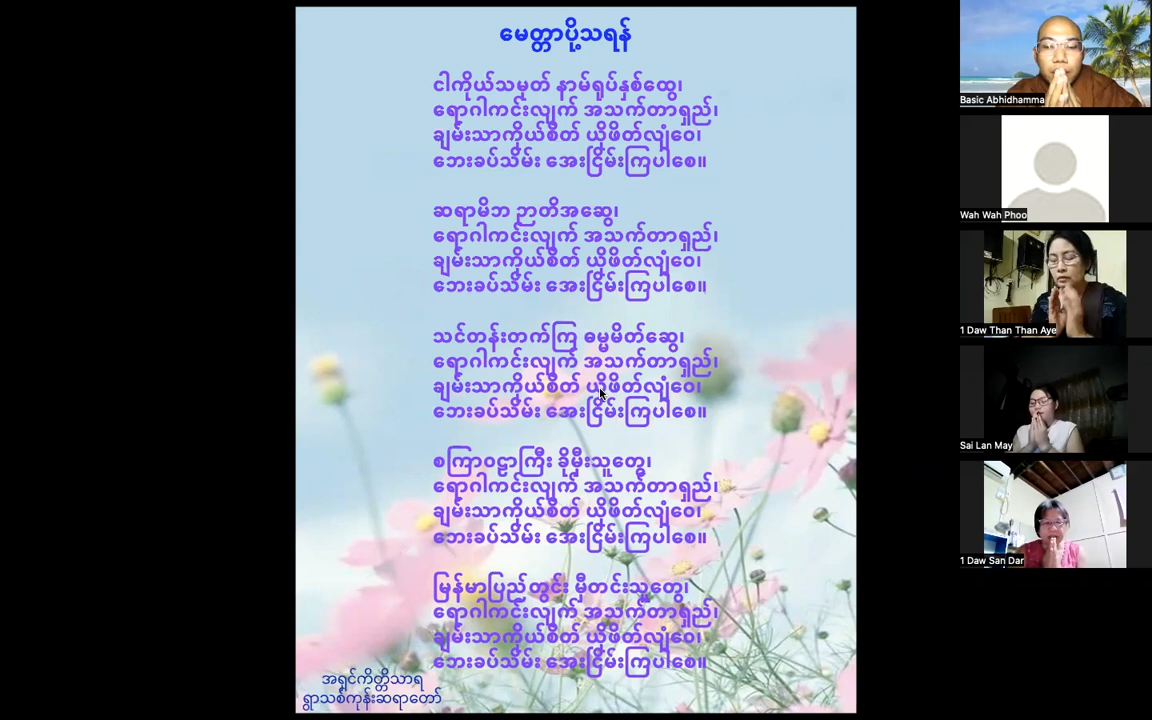 မေတ္တာပို့သရန်
ငါကိုယ်သမုတ် နာမ်ရုပ်နှစ်ထွေ၊
ရောဂါကင်းလျက် အသက်တာရှည်၊
ချမ်းသာကိုယ်စိတ် ယိုဖိတ်လျှံဝေ၊
ဘေးခပ်သိမ်း အေးငြိမ်းကြပါစေ။
ဆရာမိဘ ဉာတိအဆွေ၊
ရောဂါကင်းလျက် အသက်တာရှည်၊
ချမ်းသာကိုယ်စိတ် ယိုဖိတ်လျှံဝေ၊
ဘေးခပ်သိမ်း အေးငြိမ်းကြပါစေ။
သင်တန်းတက်ကြ ဓမ္မမိတ်ဆွေ၊
ရောဂါကင်းလျက် အသက်တာရှည်၊
ချမ်းသာကိုယ်စိတ် ယိုဖိတ်လျှံဝေ၊
ဘေးခပ်သိမ်း အေးငြိမ်းကြပါစေ။
စကြာဝဠာကြီး ခိုမှီးသူတွေ၊
ရောဂါကင်းလျက် အသက်တာရှည်၊
ချမ်းသာကိုယ်စိတ် ယိုဖိတ်လျှံဝေ၊
ဘေးခပ်သိမ်း အေးငြိမ်းကြပါစေ။
မြန်မာပြည်တွင်း မှီတင်းသူတွေ၊
ရောဂါကင်းလျက် အသက်တာရှည်၊
ချမ်းသာကိုယ်စိတ် ယိုဖိတ်လျှံဝေ၊
ဘေးခပ်သိမ်း အေးငြိမ်းကြပါစေ။
အရှင်ကိတ္တိသာရ
ရွာသစ်ကုန်းဆရာတော်
Basic Abhidhamma
Wah Wah Phoo
1 Daw Than Than Aye
Sai Lan May
1 Daw San Dar